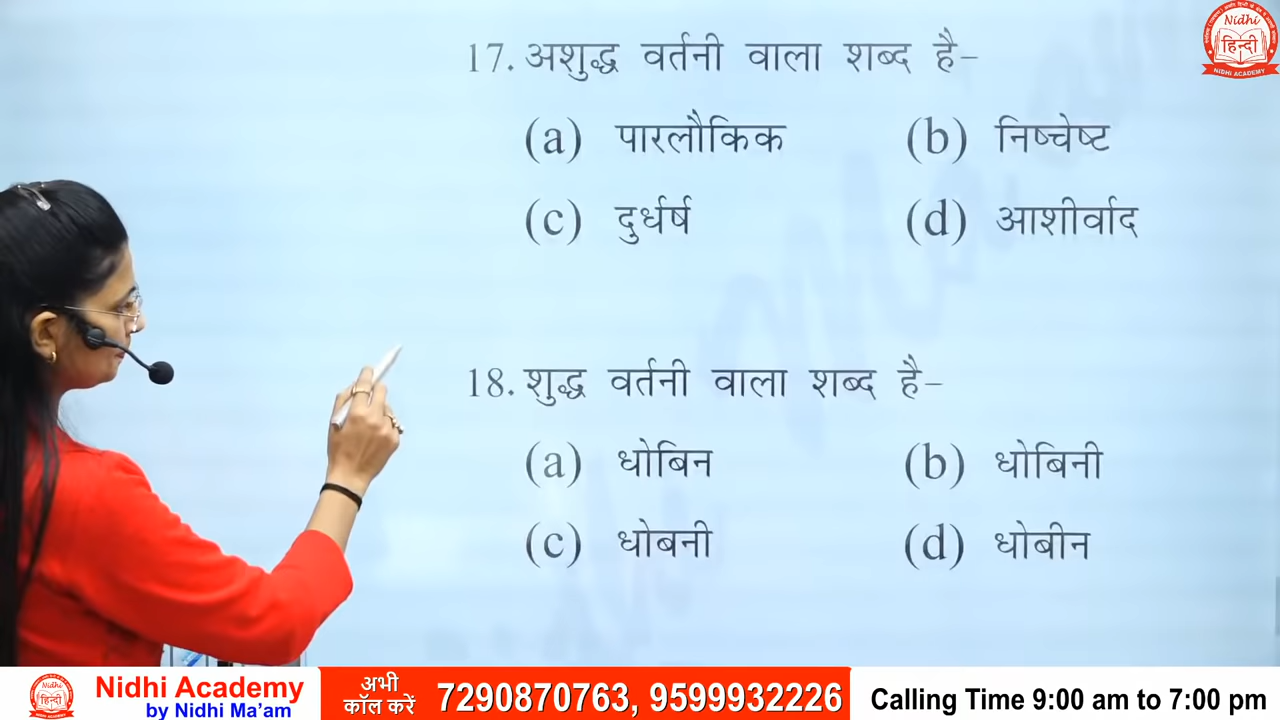 17. अशुद्ध वर्तनी वाला शब्द है-
(a) पारलौकिक (b) निष्चेष्ट
(c) दुर्धर्ष (d) आशीर्वाद
18. शुद्ध वर्तनी वाला शब्द है-
(a) धोबिन (b) धोबिनी
(c) धोबनी (d) धोबीन
Nidhi
हिन्दी
NIDHI ACADEMY
Nidhi
हिन्दी
Nidhi Academy
by Nidhi Ma'am
अभी
कॉल करें
7290870763, 9599932226
Calling Time 9:00 am to 7:00 pm